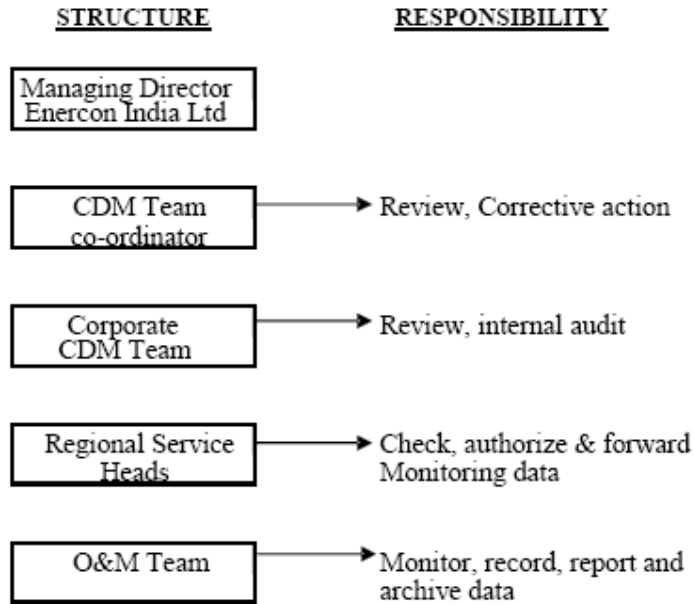 STRUCTURE RESPONSIBILITY
Managing Director
Enercon India Ltd
CDM Team
co-ordinator
Review, Corrective action
Corporate
CDM Team
Review, internal audit
Regional Service
Heads
Check, authorize & forward
Monitoring data
O&M Team
Monitor, record, report and
archive data